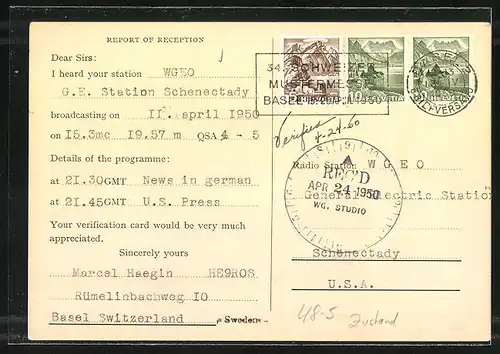 REPORT OF RECEPTION
Dear Sirs:
I heard your station WGEO
G.E. Station Schenectady
broadcasting on 11. april 1950
on 15.3mc 19.57 m QSA 4 - 5
Details of the programme:
at 21.30GMT News in german
at 21.45GMT U.S. Press
Your verification card would be very much
appreciated.
Sincerely yours
Marcel Haegin HE9ROS
Rümelinbachweg 10
Basel Switzerland - Sweden -
34. SCHWEIZER
MUSTERMESSE
BASEL 1950
Verified
4-24-50
Radio Station WGEO
General Electric Station
REC'D
APR 24 1950
WG. STUDIO
Schenectady
U.S.A.
48-5
Zustand